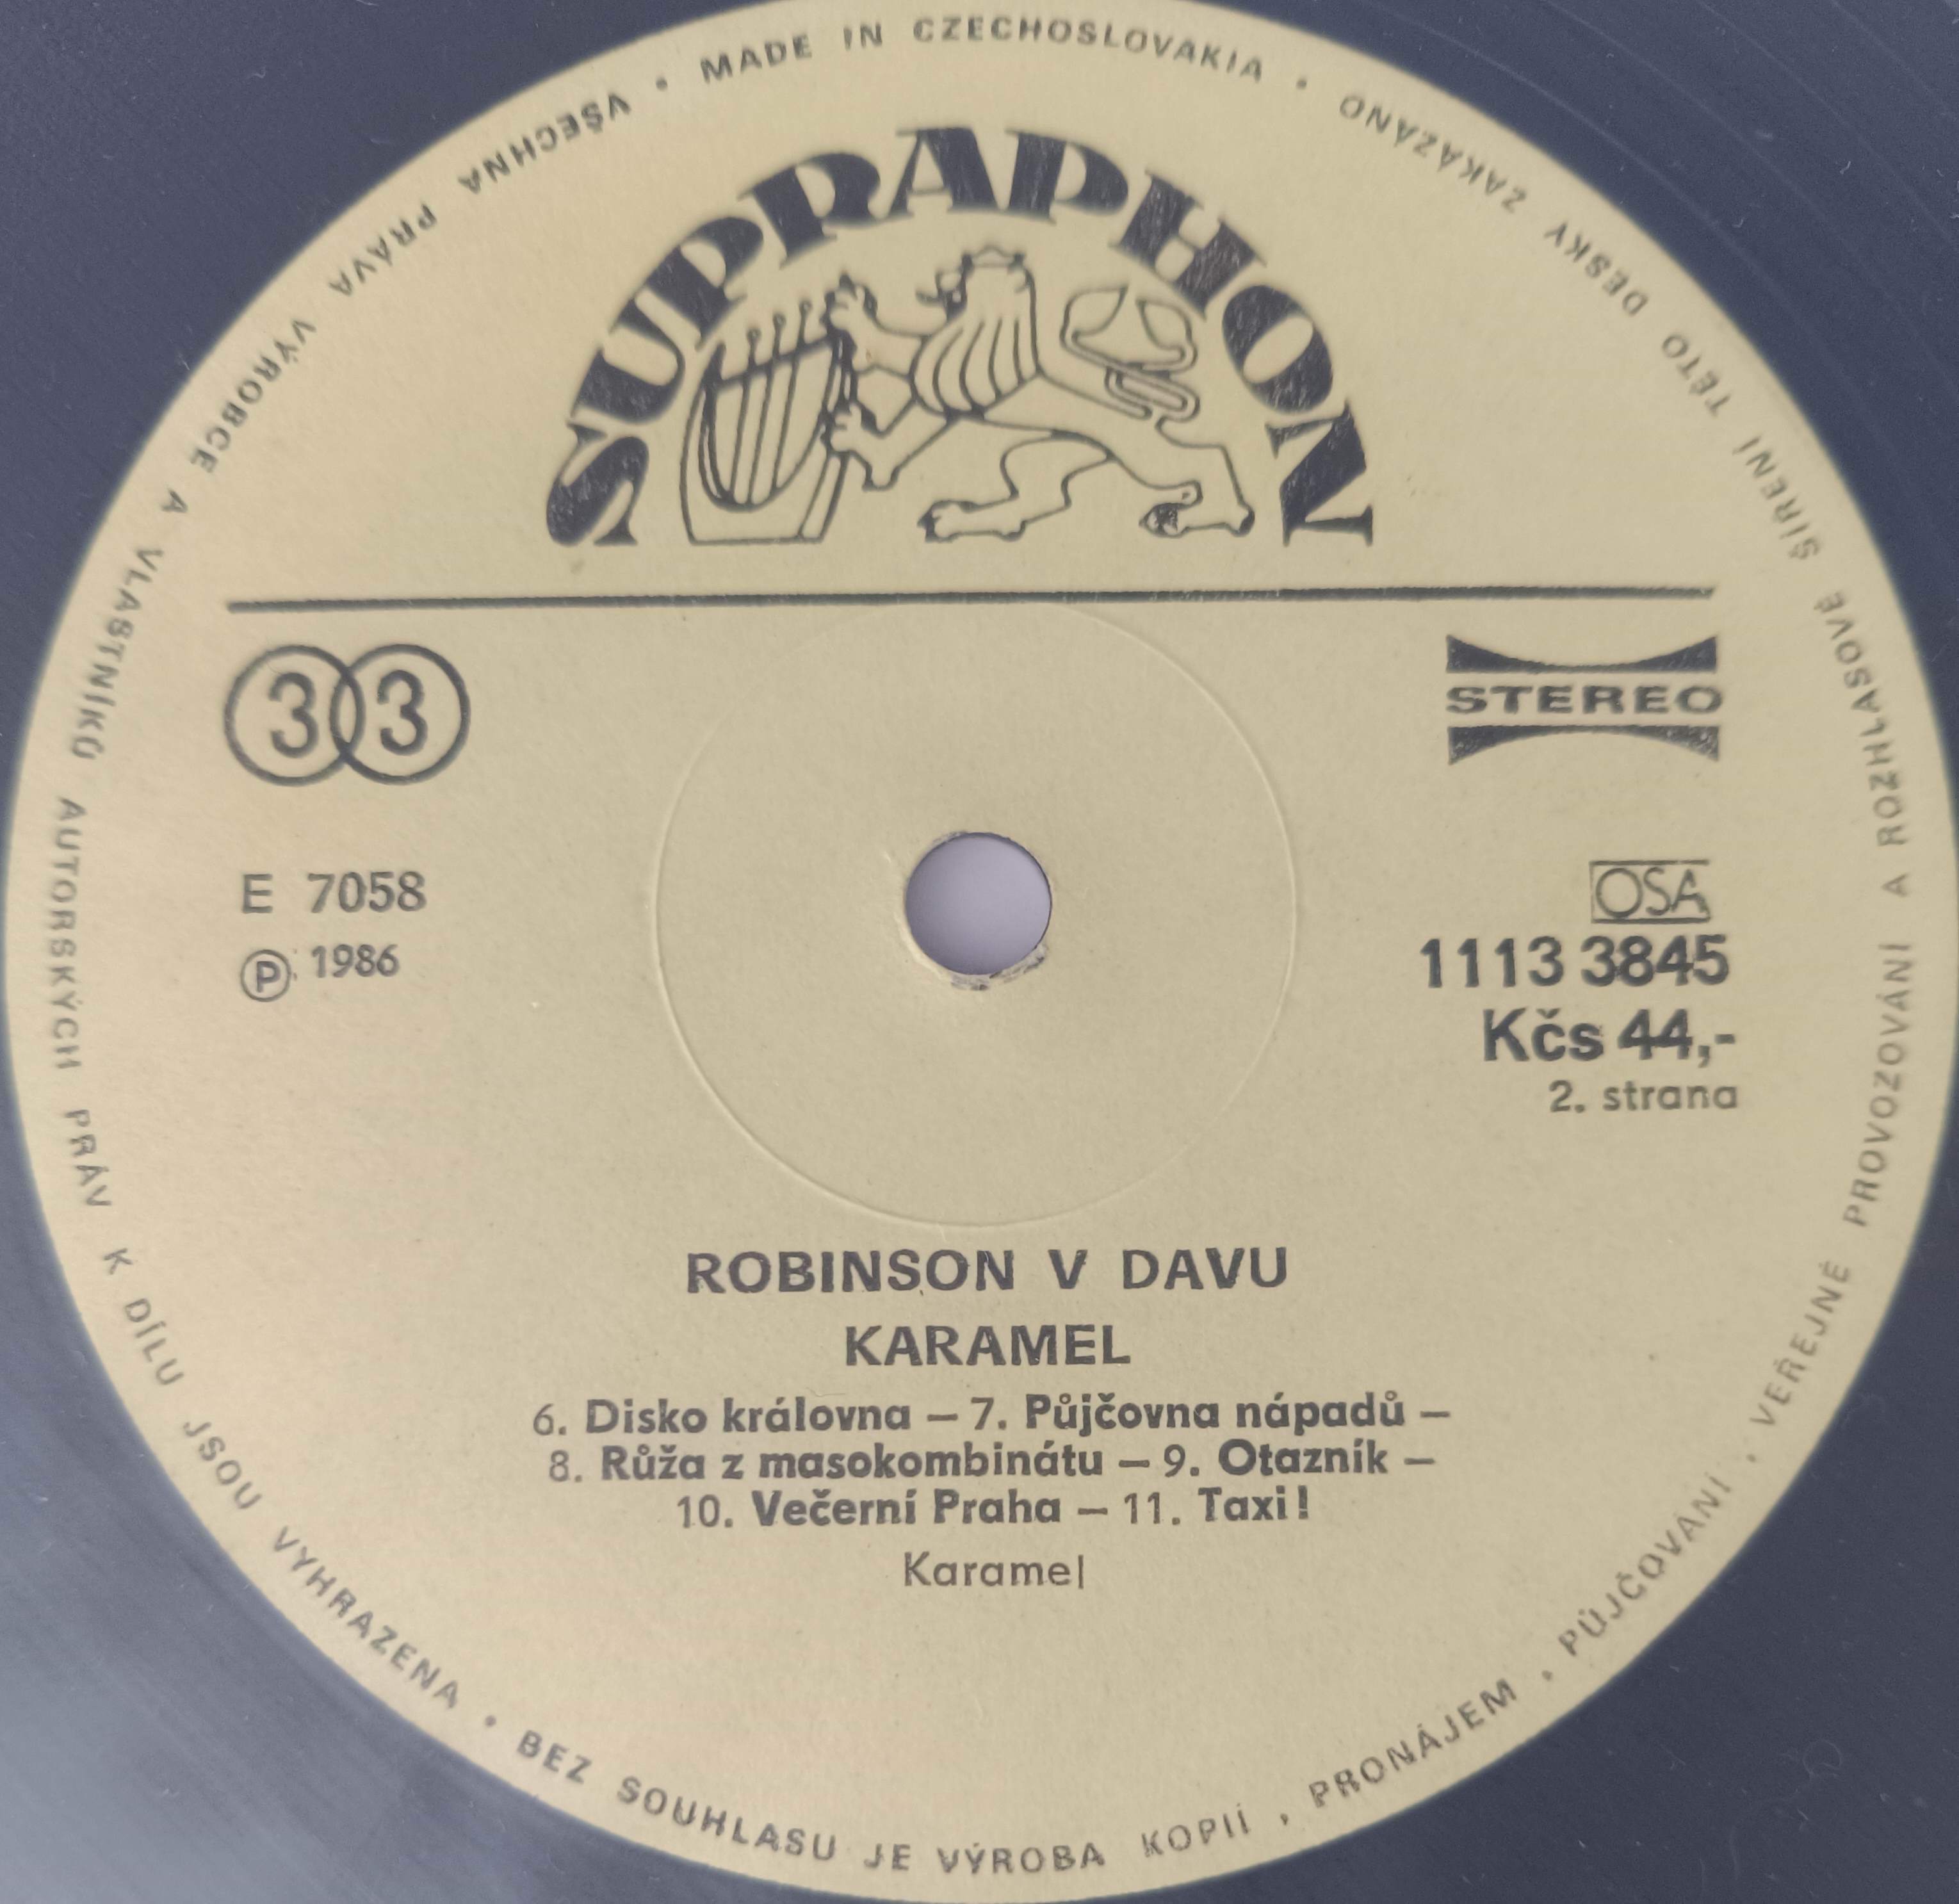 MADE IN CZECHOSLOVAKIA •
VŠECHNA PRÁVA VÝROBCE A VLASTNÍKŮ AUTORSKÝCH PRÁV K DÍLU JSOU VYHRAZENA • BEZ SOUHLASU JE VÝROBA KOPIÍ, PRONÁJEM, PŮJČOVÁNÍ, VEŘEJNÉ PROVOZOVÁNÍ A ROZHLASOVÉ ŠÍŘENÍ TÉTO DESKY ZAKÁZÁNO •
SUPRAPHON
33
STEREO
E 7058
OSA
Ⓟ 1986
1113 3845
Kčs 44,-
2. strana
ROBINSON V DAVU
KARAMEL
6. Disko královna – 7. Půjčovna nápadů –
8. Růža z masokombinátu – 9. Otazník –
10. Večerní Praha – 11. Taxi!
Karamel